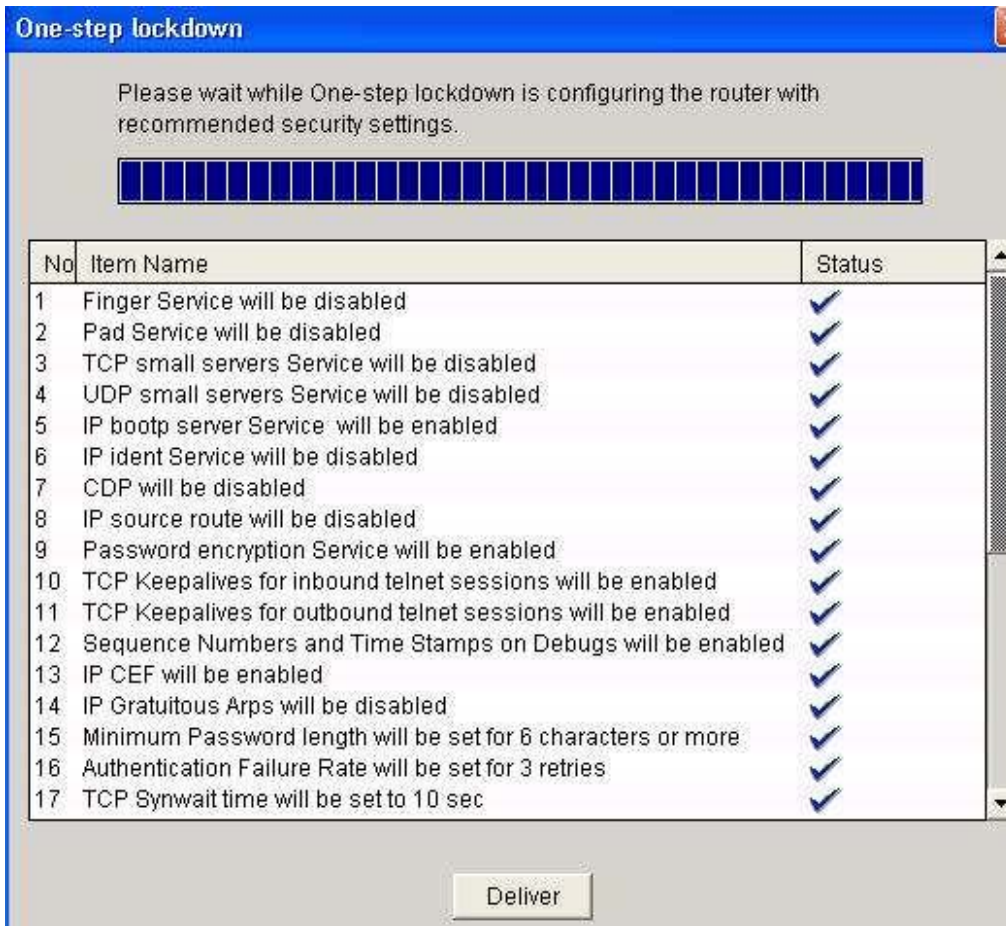 One-step lockdown
Please wait while One-step lockdown is configuring the router with
recommended security settings.
No Item Name Status
1 Finger Service will be disabled
2 Pad Service will be disabled
3 TCP small servers Service will be disabled
4 UDP small servers Service will be disabled
5 IP bootp server Service will be enabled
6 IP ident Service will be disabled
7 CDP will be disabled
8 IP source route will be disabled
9 Password encryption Service will be enabled
10 TCP Keepalives for inbound telnet sessions will be enabled
11 TCP Keepalives for outbound telnet sessions will be enabled
12 Sequence Numbers and Time Stamps on Debugs will be enabled
13 IP CEF will be enabled
14 IP Gratuitous Arps will be disabled
15 Minimum Password length will be set for 6 characters or more
16 Authentication Failure Rate will be set for 3 retries
17 TCP Synwait time will be set to 10 sec
Deliver